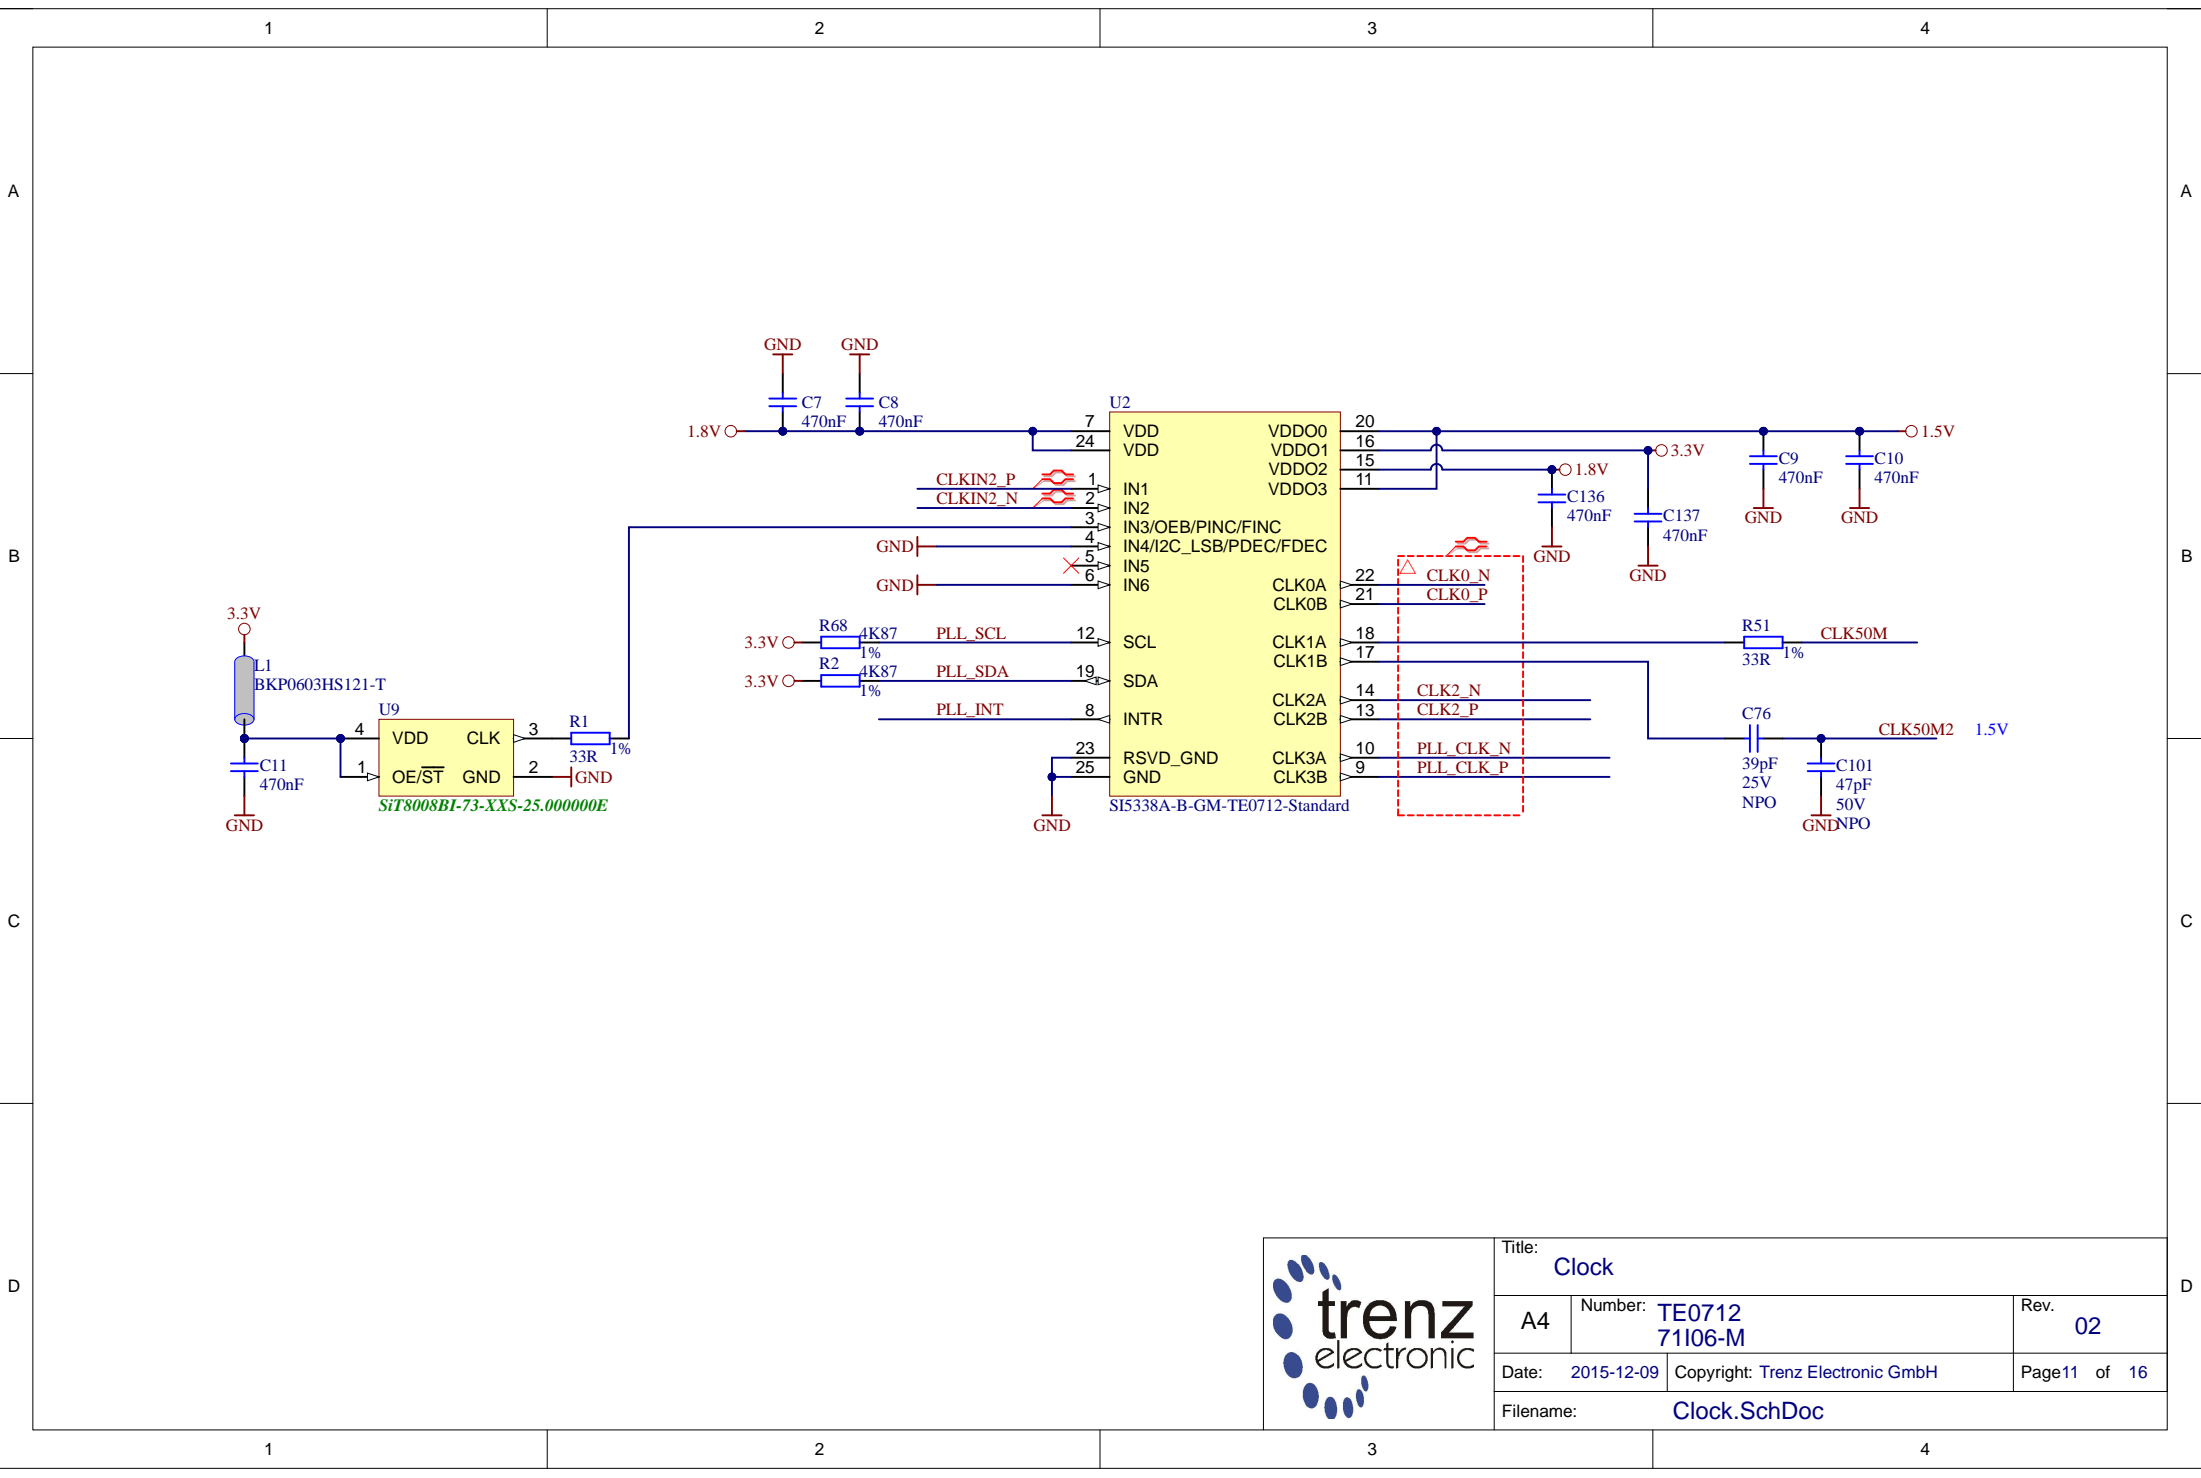 1 2 3 4
A A
GND GND
C7 C8
470nF 470nF
1.8V
U2
7 VDD VDDO0 20
24 VDD VDDO1 16
VDDO2 15
VDDO3 11
1.5V
3.3V
1.8V
C9
470nF
GND
C10
470nF
GND
C136
470nF
GND
C137
470nF
GND
CLKIN2_P 1 IN1
CLKIN2_N 2 IN2
3 IN3/OEB/PINC/FINC
GND 4 IN4/I2C_LSB/PDEC/FDEC
5 IN5
GND 6 IN6
B B
CLK0A 22 CLK0_N
CLK0B 21 CLK0_P
3.3V R68 4K87 1% PLL_SCL 12 SCL
3.3V R2 4K87 1% PLL_SDA 19 SDA
PLL_INT 8 INTR
CLK1A 18 R51 33R 1% CLK50M
CLK1B 17
CLK2A 14 CLK2_N
CLK2B 13 CLK2_P
23 RSVD_GND CLK3A 10 PLL_CLK_N
25 GND CLK3B 9 PLL_CLK_P
GND
SI5338A-B-GM-TE0712-Standard
C76
39pF
25V
NPO
CLK50M2 1.5V
C101
47pF
50V
NPO
GND
3.3V
L1
BKP0603HS121-T
U9
4 VDD CLK 3
1 OE/ST GND 2
R1
33R 1%
GND
C11
470nF
GND
SiT8008BI-73-XXS-25.000000E
C C
D D
trenz
electronic
Title:
Clock
A4 Number: TE0712
71I06-M
Rev.
02
Date: 2015-12-09 Copyright: Trenz Electronic GmbH Page11 of 16
Filename: Clock.SchDoc
1 2 3 4